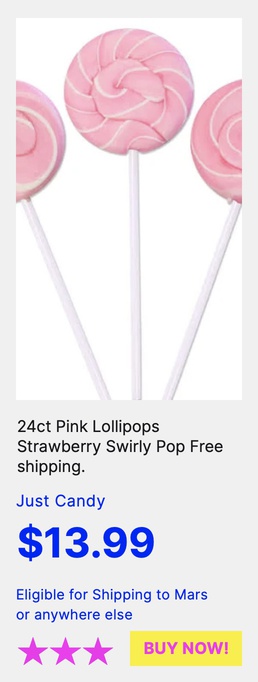 24ct Pink Lollipops
Strawberry Swirly Pop Free
shipping.
Just Candy
$13.99
Eligible for Shipping to Mars
or anywhere else
BUY NOW!